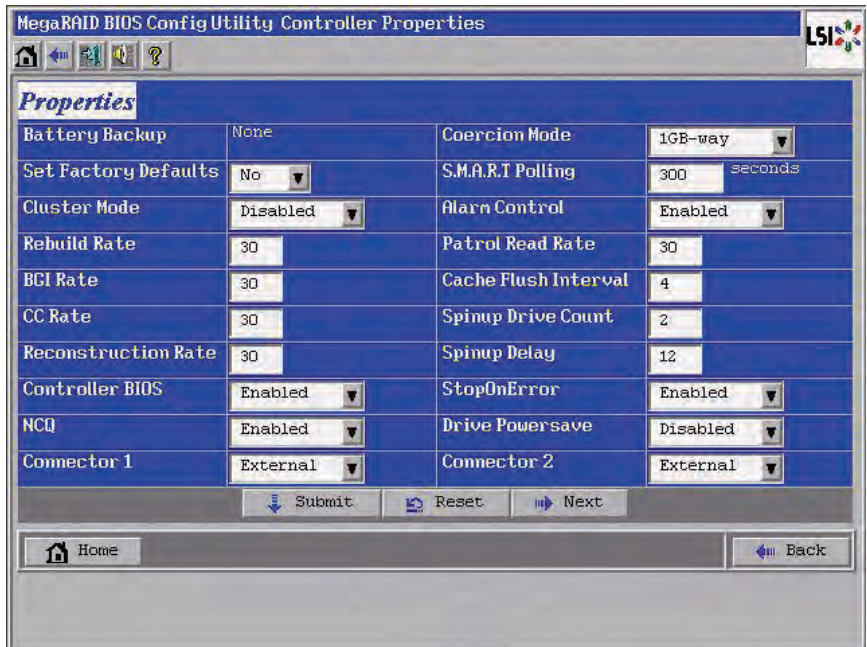 MegaRAID BIOS Config Utility Controller Properties
LSI
Properties
Battery Backup None Coercion Mode 1GB-way
Set Factory Defaults No S.M.A.R.T Polling 300 seconds
Cluster Mode Disabled Alarm Control Enabled
Rebuild Rate 30 Patrol Read Rate 30
BGI Rate 30 Cache Flush Interval 4
CC Rate 30 Spinup Drive Count 2
Reconstruction Rate 30 Spinup Delay 12
Controller BIOS Enabled StopOnError Enabled
NCQ Enabled Drive Powersave Disabled
Connector 1 External Connector 2 External
Submit Reset Next
Home Back